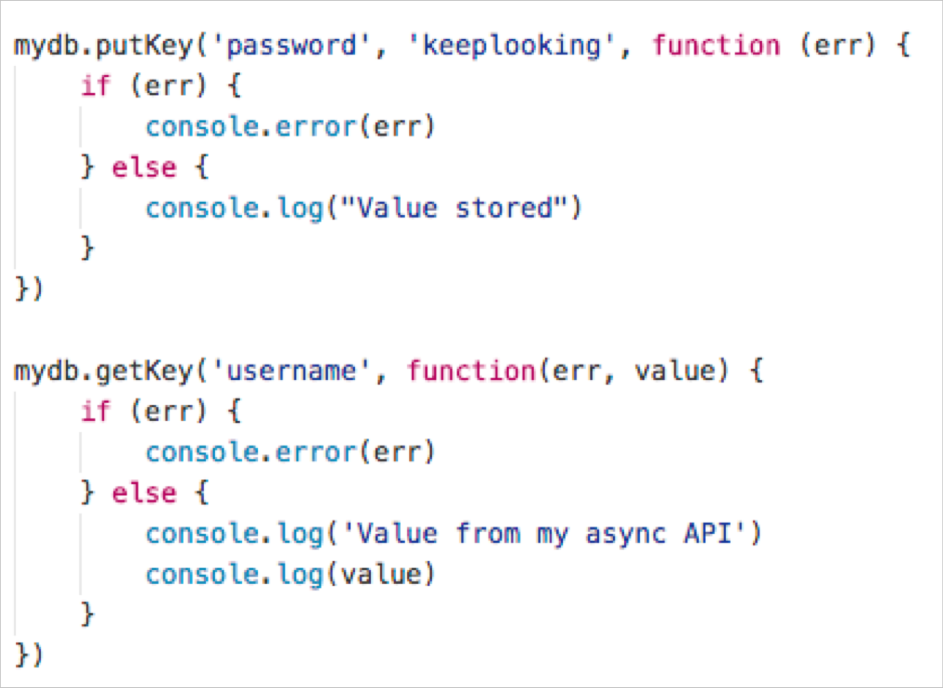 mydb.putKey('password', 'keeplooking', function (err) {
    if (err) {
        console.error(err)
    } else {
        console.log("Value stored")
    }
})

mydb.getKey('username', function(err, value) {
    if (err) {
        console.error(err)
    } else {
        console.log('Value from my async API')
        console.log(value)
    }
})